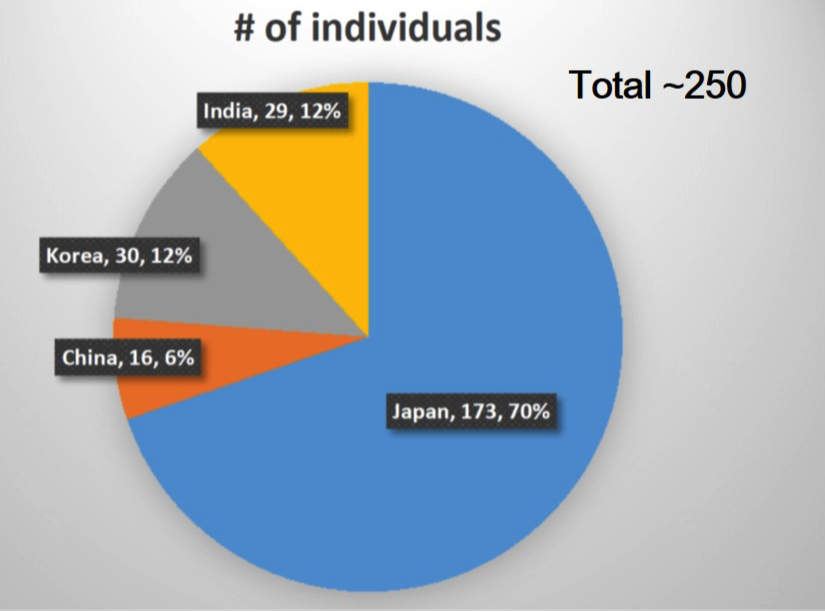 # of individuals
Total ~250
India, 29, 12%
Korea, 30, 12%
China, 16, 6%
Japan, 173, 70%